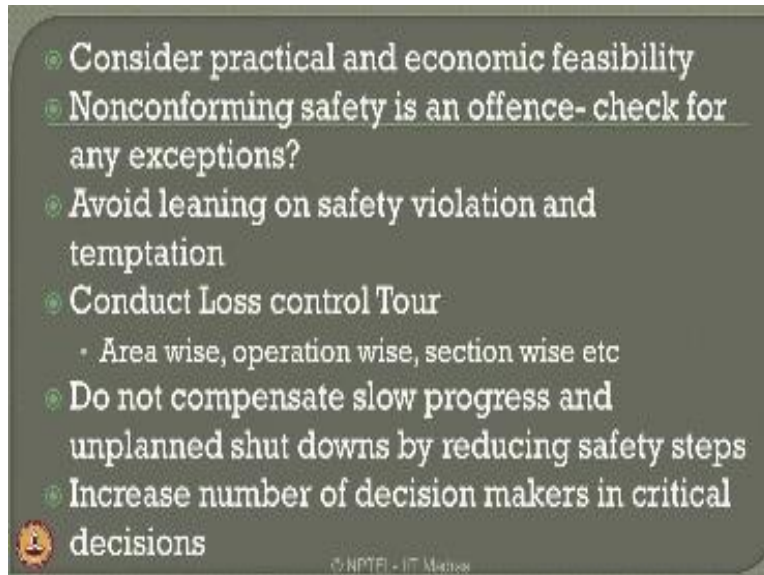 Consider practical and economic feasibility
Nonconforming safety is an offence- check for
any exceptions?
Avoid leaning on safety violation and
temptation
Conduct Loss control Tour
Area wise, operation wise, section wise etc
Do not compensate slow progress and
unplanned shut downs by reducing safety steps
Increase number of decision makers in critical
decisions
© NPTEL - IIT Madras